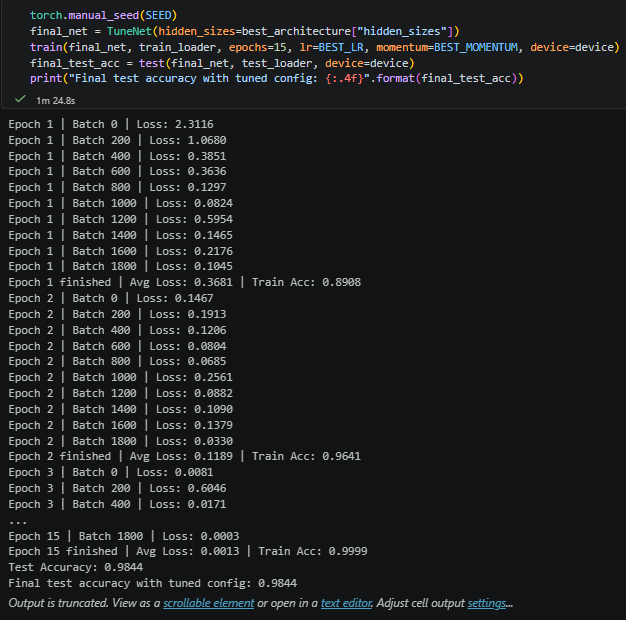 torch.manual_seed(SEED)
final_net = TuneNet(hidden_sizes=best_architecture["hidden_sizes"])
train(final_net, train_loader, epochs=15, lr=BEST_LR, momentum=BEST_MOMENTUM, device=device)
final_test_acc = test(final_net, test_loader, device=device)
print("Final test accuracy with tuned config: {:.4f}".format(final_test_acc))
1m 24.8s
Epoch 1 | Batch 0 | Loss: 2.3116
Epoch 1 | Batch 200 | Loss: 1.0680
Epoch 1 | Batch 400 | Loss: 0.3851
Epoch 1 | Batch 600 | Loss: 0.3636
Epoch 1 | Batch 800 | Loss: 0.1297
Epoch 1 | Batch 1000 | Loss: 0.0824
Epoch 1 | Batch 1200 | Loss: 0.5954
Epoch 1 | Batch 1400 | Loss: 0.1465
Epoch 1 | Batch 1600 | Loss: 0.2176
Epoch 1 | Batch 1800 | Loss: 0.1045
Epoch 1 finished | Avg Loss: 0.3681 | Train Acc: 0.8908
Epoch 2 | Batch 0 | Loss: 0.1467
Epoch 2 | Batch 200 | Loss: 0.1913
Epoch 2 | Batch 400 | Loss: 0.1206
Epoch 2 | Batch 600 | Loss: 0.0804
Epoch 2 | Batch 800 | Loss: 0.0685
Epoch 2 | Batch 1000 | Loss: 0.2561
Epoch 2 | Batch 1200 | Loss: 0.0882
Epoch 2 | Batch 1400 | Loss: 0.1090
Epoch 2 | Batch 1600 | Loss: 0.1379
Epoch 2 | Batch 1800 | Loss: 0.0330
Epoch 2 finished | Avg Loss: 0.1189 | Train Acc: 0.9641
Epoch 3 | Batch 0 | Loss: 0.0081
Epoch 3 | Batch 200 | Loss: 0.6046
Epoch 3 | Batch 400 | Loss: 0.0171
...
Epoch 15 | Batch 1800 | Loss: 0.0003
Epoch 15 finished | Avg Loss: 0.0013 | Train Acc: 0.9999
Test Accuracy: 0.9844
Final test accuracy with tuned config: 0.9844
Output is truncated. View as a scrollable element or open in a text editor. Adjust cell output settings...